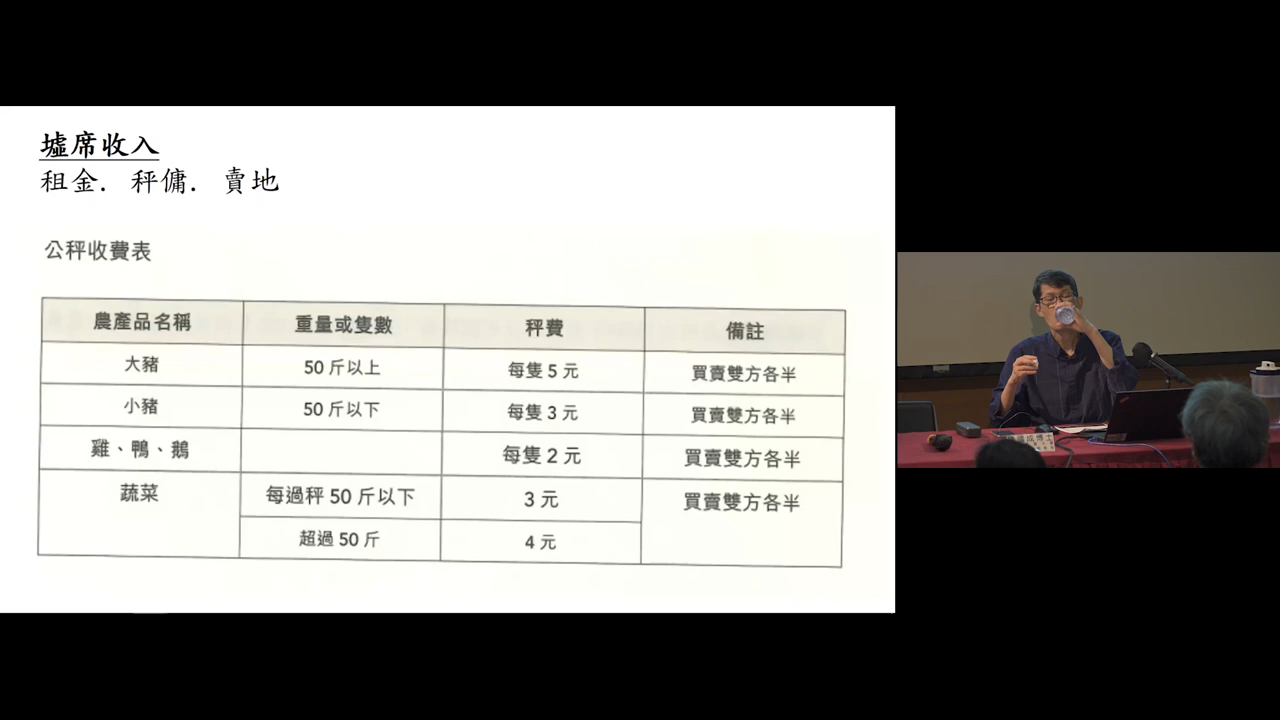 墟席收入
租金. 秤傭. 賣地
公秤收費表
農產品名稱 重量或隻數 秤費 備註
大豬 50 斤以上 每隻 5 元 買賣雙方各半
小豬 50 斤以下 每隻 3 元 買賣雙方各半
雞、鴨、鵝 每隻 2 元 買賣雙方各半
蔬菜 每過秤 50 斤以下 3 元 買賣雙方各半
超過 50 斤 4 元